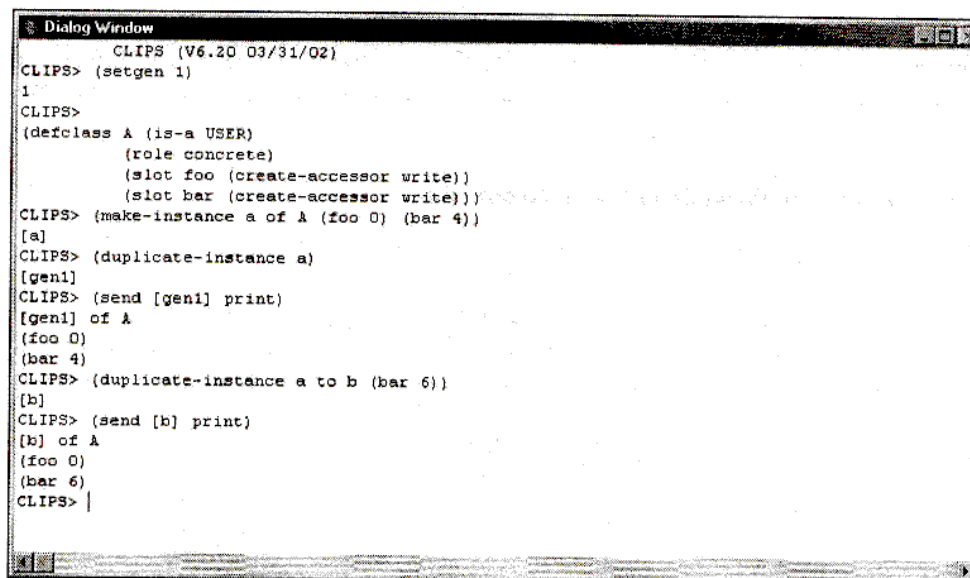 Dialog Window
CLIPS (V6.20 03/31/02)
CLIPS> (setgen 1)
1
CLIPS>
(defclass A (is-a USER)
(role concrete)
(slot foo (create-accessor write))
(slot bar (create-accessor write)))
CLIPS> (make-instance a of A (foo 0) (bar 4))
[a]
CLIPS> (duplicate-instance a)
[gen1]
CLIPS> (send [gen1] print)
[gen1] of A
(foo 0)
(bar 4)
CLIPS> (duplicate-instance a to b (bar 6))
[b]
CLIPS> (send [b] print)
[b] of A
(foo 0)
(bar 6)
CLIPS>